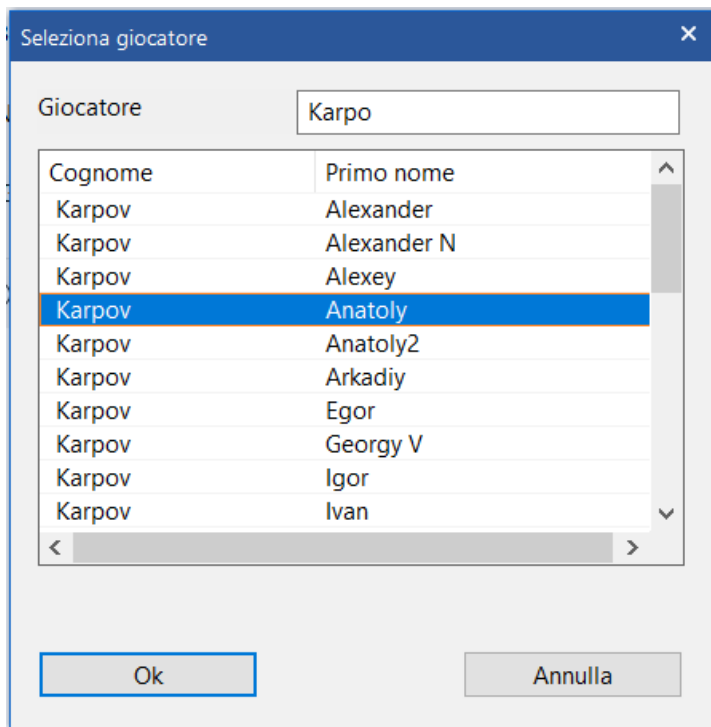 Seleziona giocatore
Giocatore Karpo
Cognome Primo nome
Karpov Alexander
Karpov Alexander N
Karpov Alexey
Karpov Anatoly
Karpov Anatoly2
Karpov Arkadiy
Karpov Egor
Karpov Georgy V
Karpov Igor
Karpov Ivan
Ok Annulla